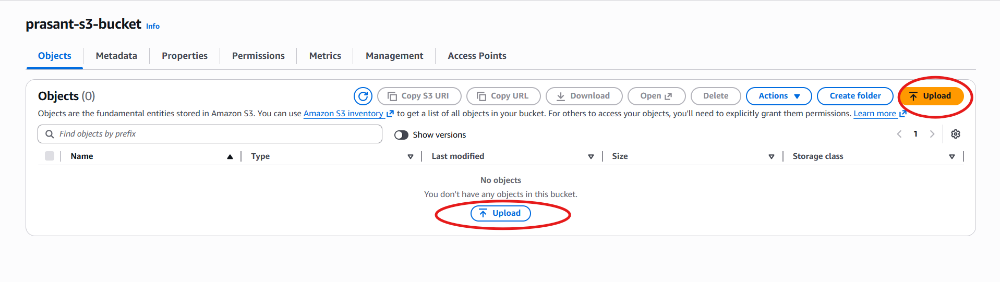 prasant-s3-bucket Info
Objects Metadata Properties Permissions Metrics Management Access Points
Objects (0) Copy S3 URI Copy URL Download Open Delete Actions Create folder Upload
Objects are the fundamental entities stored in Amazon S3. You can use Amazon S3 inventory to get a list of all objects in your bucket. For others to access your objects, you'll need to explicitly grant them permissions. Learn more
Find objects by prefix Show versions 1
Name Type Last modified Size Storage class
No objects
You don't have any objects in this bucket.
Upload